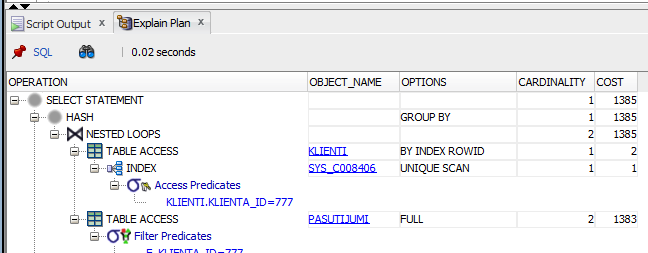 Script Output x Explain Plan x
SQL 0.02 seconds
OPERATION OBJECT_NAME OPTIONS CARDINALITY COST
SELECT STATEMENT 1 1385
HASH GROUP BY 1 1385
NESTED LOOPS 2 1385
TABLE ACCESS KLIENTI BY INDEX ROWID 1 2
INDEX SYS_C008406 UNIQUE SCAN 1 1
Access Predicates
KLIENTI.KLIENTA_ID=777
TABLE ACCESS PASUTIJUMI FULL 2 1383
Filter Predicates